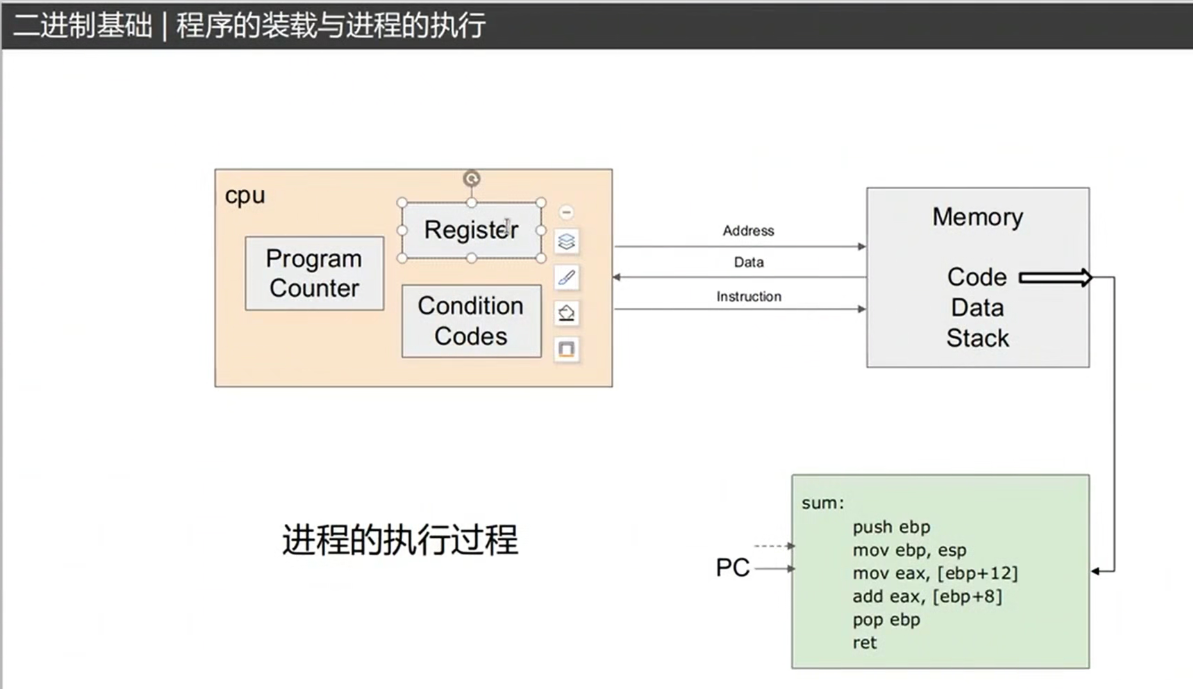 二进制基础 | 程序的装载与进程的执行
cpu
Program
Counter
Register
Condition
Codes
Address
Data
Instruction
Memory
Code
Data
Stack
进程的执行过程
PC
sum:
push ebp
mov ebp, esp
mov eax, [ebp+12]
add eax, [ebp+8]
pop ebp
ret